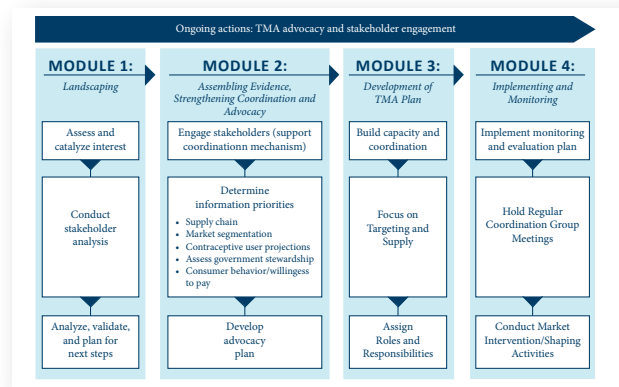 Ongoing actions: TMA advocacy and stakeholder engagement
MODULE 1:
Landscaping
Assess and
catalyze interest
Conduct
stakeholder
analysis
Analyze, validate,
and plan for
next steps
MODULE 2:
Assembling Evidence,
Strengthening Coordination and
Advocacy
Engage stakeholders (support
coordinationn mechanism)
Determine
information priorities
• Supply chain
• Market segmentation
• Contraceptive user projections
• Assess government stewardship
• Consumer behavior/willingess
to pay
Develop
advocacy
plan
MODULE 3:
Development of
TMA Plan
Build capacity and
coordination
Focus on
Targeting and
Supply
Assign
Roles and
Responsibilities
MODULE 4:
Implementing and
Monitoring
Implement monitoring
and evaluation plan
Hold Regular
Coordination Group
Meetings
Conduct Market
Intervention/Shaping
Activities